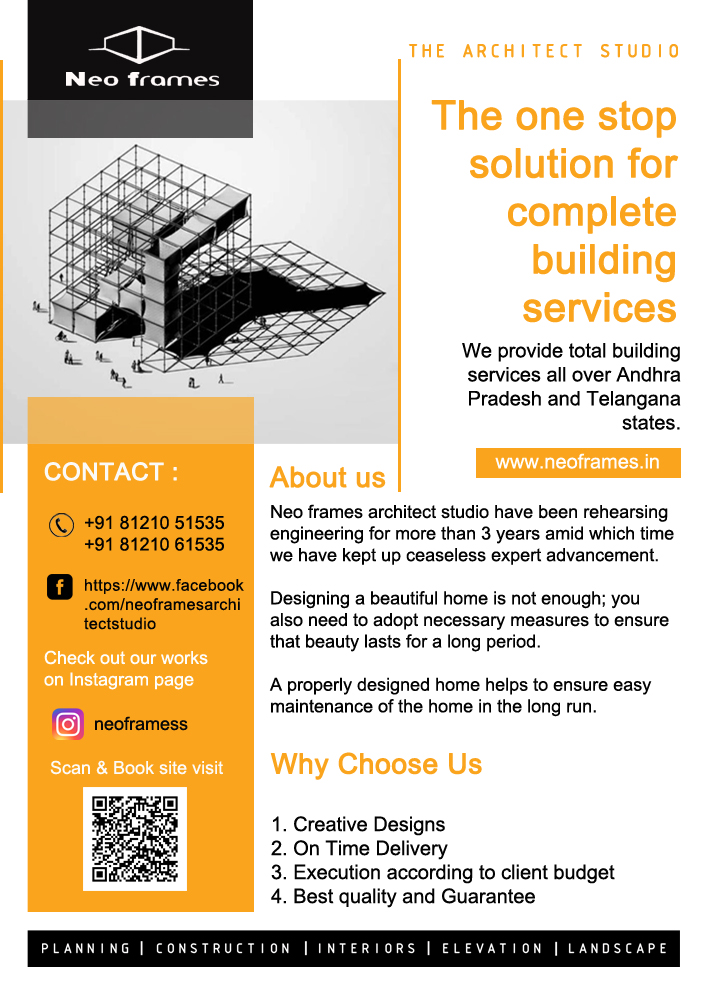 Neo frames
THE ARCHITECT STUDIO
The one stop
solution for
complete
building
services
We provide total building
services all over Andhra
Pradesh and Telangana
states.
www.neoframes.in
CONTACT :
+91 81210 51535
+91 81210 61535
https://www.facebook
.com/neoframesarchi
tectstudio
Check out our works
on Instagram page
neoframess
Scan & Book site visit
About us
Neo frames architect studio have been rehearsing
engineering for more than 3 years amid which time
we have kept up ceaseless expert advancement.
Designing a beautiful home is not enough; you
also need to adopt necessary measures to ensure
that beauty lasts for a long period.
A properly designed home helps to ensure easy
maintenance of the home in the long run.
Why Choose Us
1. Creative Designs
2. On Time Delivery
3. Execution according to client budget
4. Best quality and Guarantee
PLANNING | CONSTRUCTION | INTERIORS | ELEVATION | LANDSCAPE